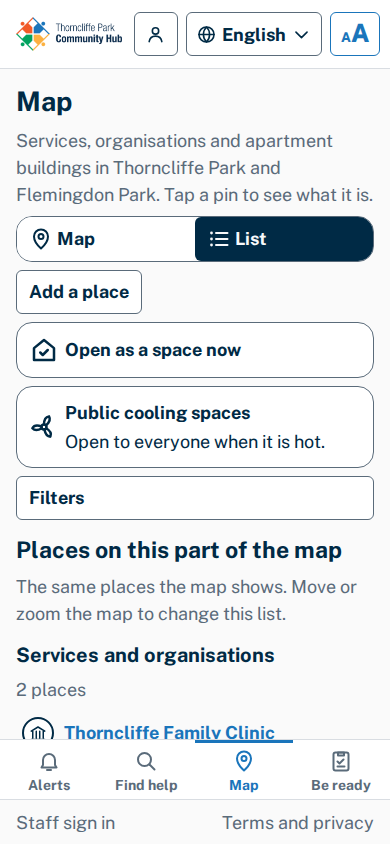 Thorncliffe Park
Community Hub
English
AA
Map
Services, organisations and apartment
buildings in Thorncliffe Park and
Flemingdon Park. Tap a pin to see what it is.
Map
List
Add a place
Open as a space now
Public cooling spaces
Open to everyone when it is hot.
Filters
Places on this part of the map
The same places the map shows. Move or
zoom the map to change this list.
Services and organisations
2 places
Thorncliffe Family Clinic
Alerts
Find help
Map
Be ready
Staff sign in
Terms and privacy